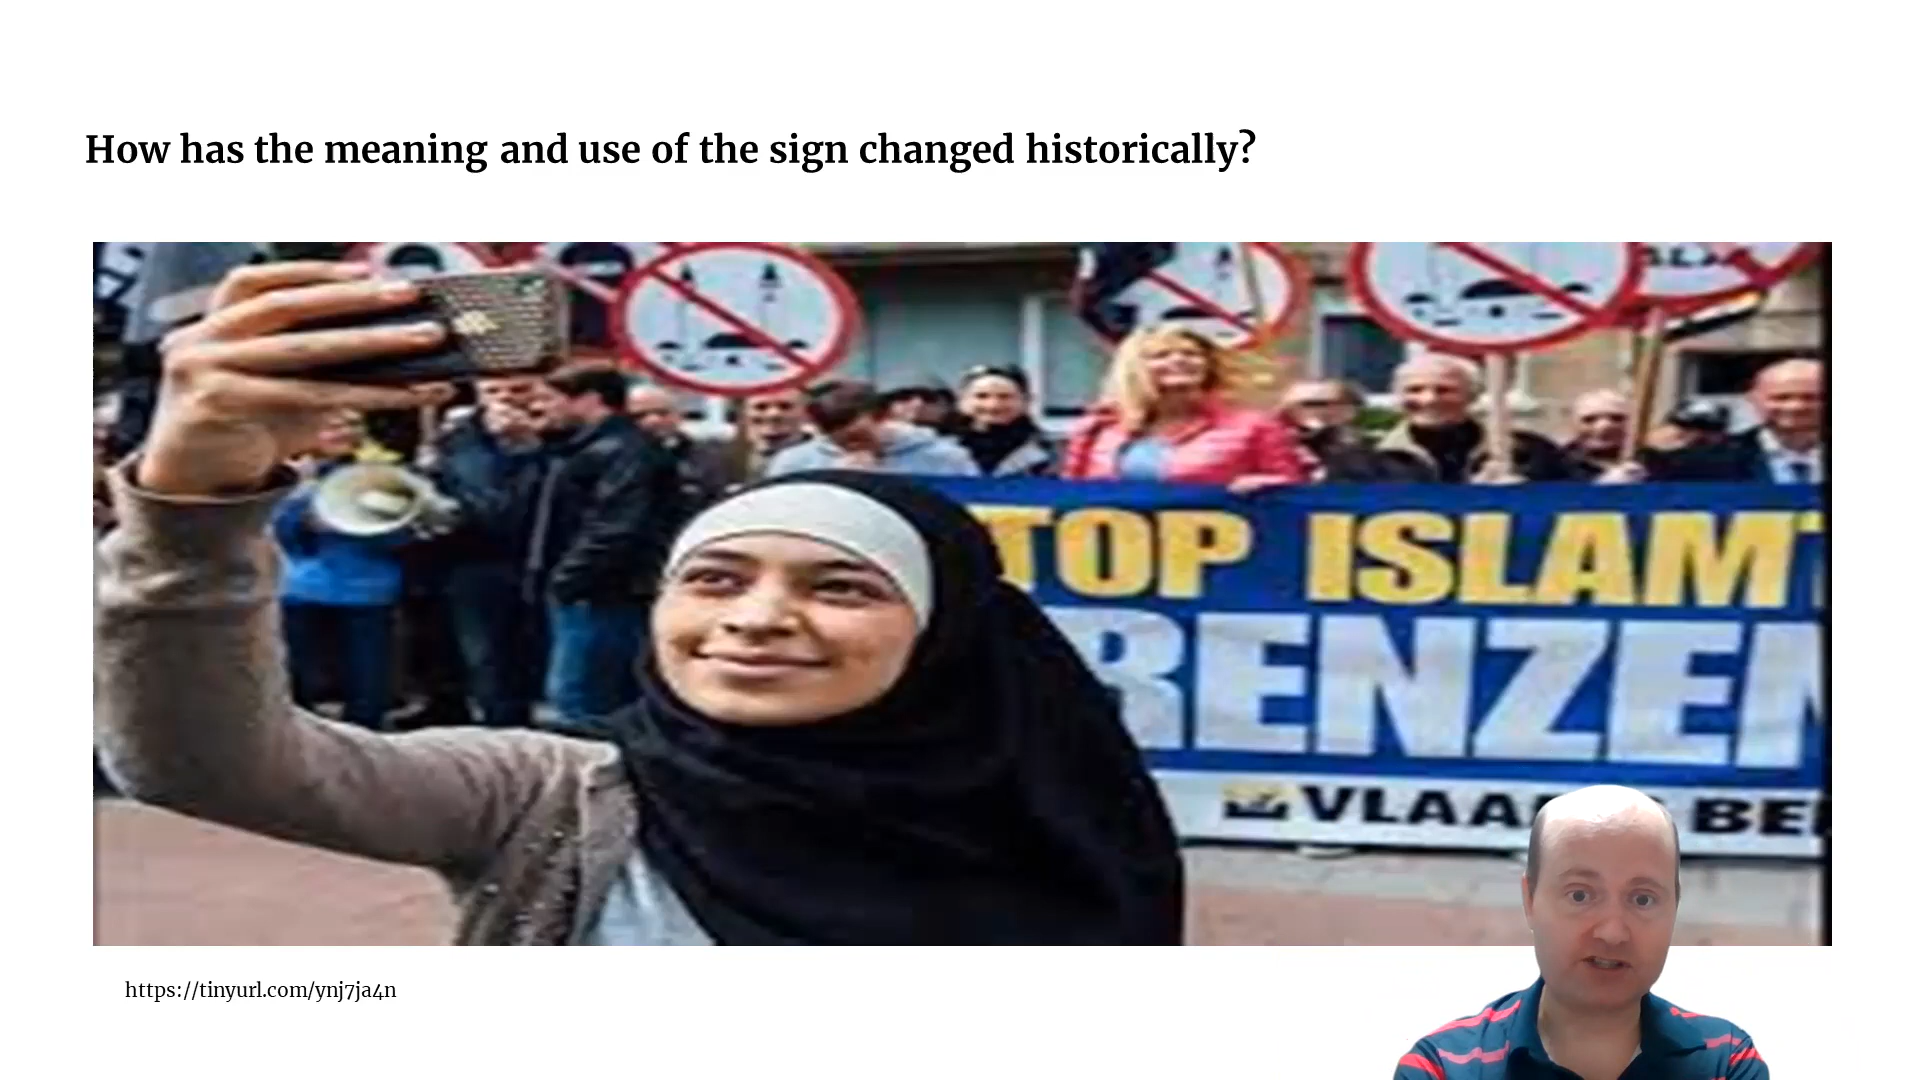 How has the meaning and use of the sign changed historically?
TOP ISLAM
RENZEN
VLAA BE
https://tinyurl.com/ynj7ja4n